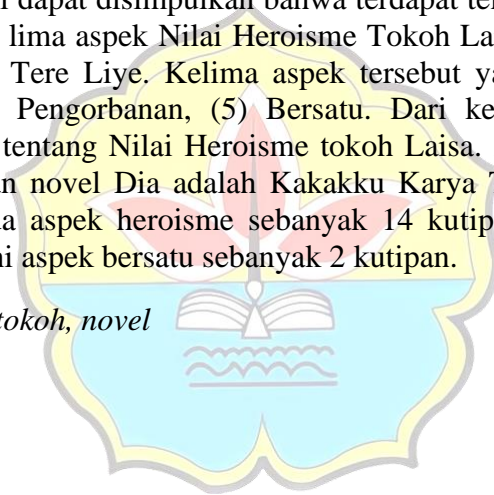 dapat disimpulkan bahwa terdapat
lima aspek Nilai Heroisme Tokoh La
Tere Liye. Kelima aspek tersebut ya
Pengorbanan, (5) Bersatu. Dari ke
tentang Nilai Heroisme tokoh Laisa.
n novel Dia adalah Kakakku Karya T
a aspek heroisme sebanyak 14 kutip
ni aspek bersatu sebanyak 2 kutipan.
tokoh, novel